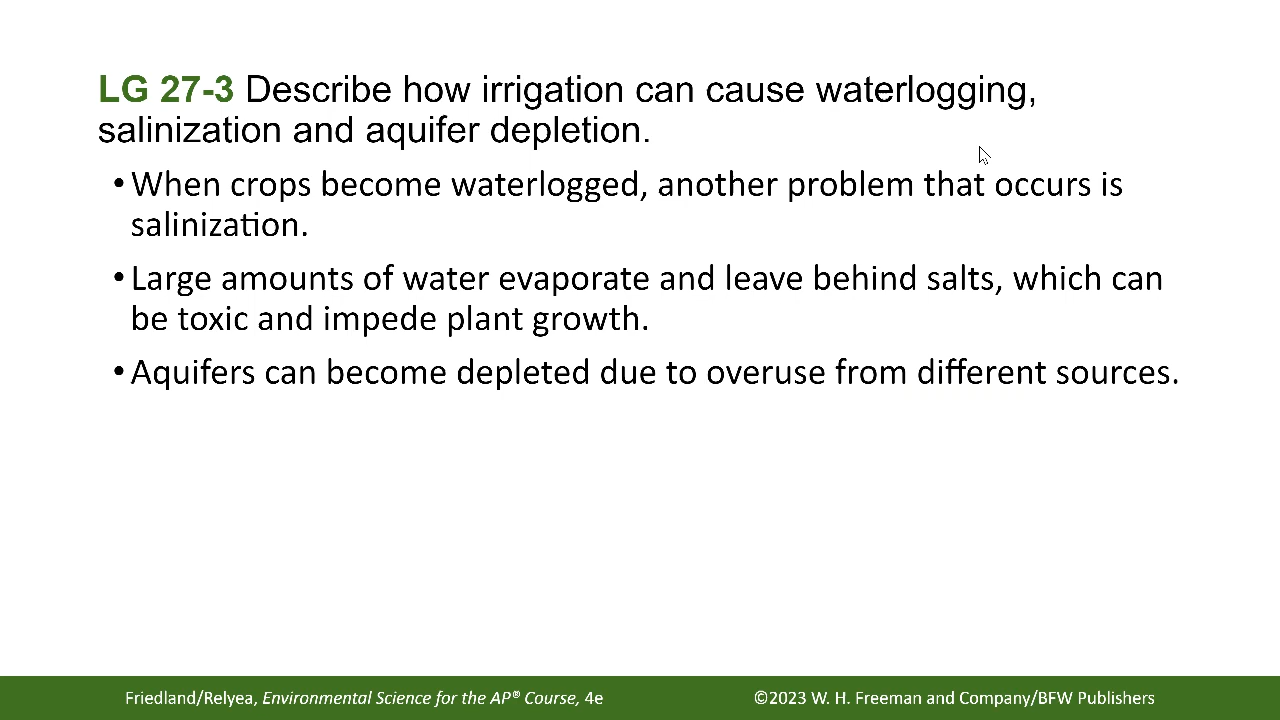 LG 27-3 Describe how irrigation can cause waterlogging,
salinization and aquifer depletion.
•When crops become waterlogged, another problem that occurs is
salinization.
•Large amounts of water evaporate and leave behind salts, which can
be toxic and impede plant growth.
•Aquifers can become depleted due to overuse from different sources.
Friedland/Relyea, Environmental Science for the AP® Course, 4e
©2023 W. H. Freeman and Company/BFW Publishers